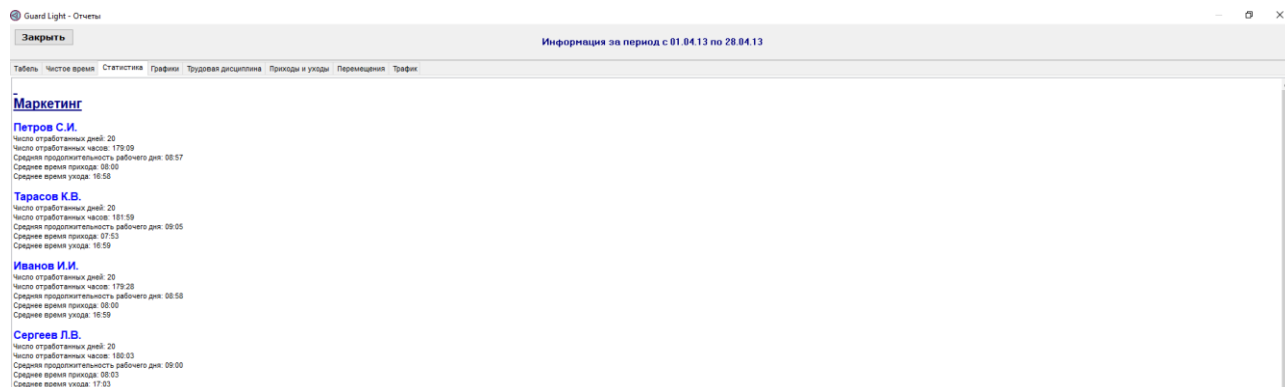 Guard Light - Отчеты
Закрыть
Информация за период с 01.04.13 по 28.04.13
Табель Чистое время Статистика Графики Трудовая дисциплина Приходы и уходы Перемещения Трафик
Маркетинг
Петров С.И.
Число отработанных дней: 20
Число отработанных часов: 179:09
Средняя продолжительность рабочего дня: 08:57
Среднее время прихода: 08:00
Среднее время ухода: 16:58
Тарасов К.В.
Число отработанных дней: 20
Число отработанных часов: 181:59
Средняя продолжительность рабочего дня: 09:05
Среднее время прихода: 07:53
Среднее время ухода: 16:59
Иванов И.И.
Число отработанных дней: 20
Число отработанных часов: 179:28
Средняя продолжительность рабочего дня: 08:58
Среднее время прихода: 08:00
Среднее время ухода: 16:59
Сергеев Л.В.
Число отработанных дней: 20
Число отработанных часов: 180:03
Средняя продолжительность рабочего дня: 09:00
Среднее время прихода: 08:03
Среднее время ухода: 17:03